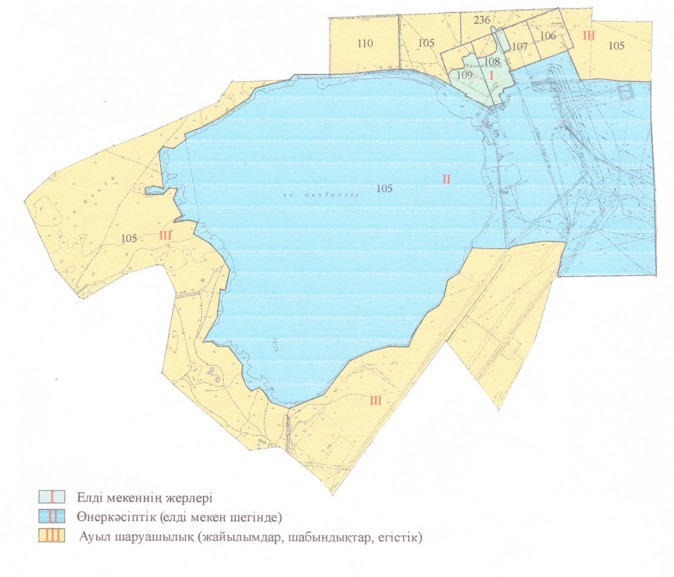 236
110
105
106
III
107
105
108
109
I
105
II
105
III
III
I Елді мекеннің жерлері
II Өнеркәсіптік (елді мекен шегінде)
III Ауыл шаруашылық (жайылымдар, шабындықтар, егістік)